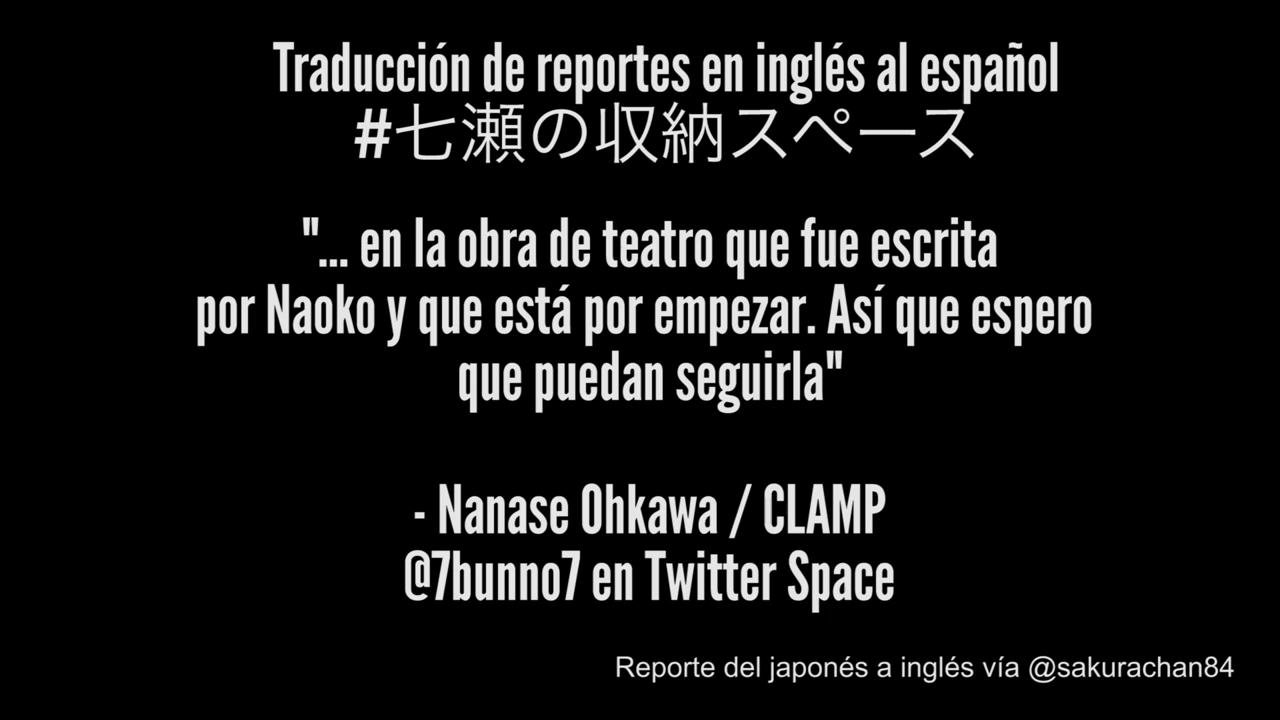 Traducción de reportes en inglés al español
#七瀬の収納スペース
"... en la obra de teatro que fue escrita
por Naoko y que está por empezar. Así que espero
que puedan seguirla"
- Nanase Ohkawa / CLAMP
@7bunno7 en Twitter Space
Reporte del japonés a inglés vía @sakurachan84